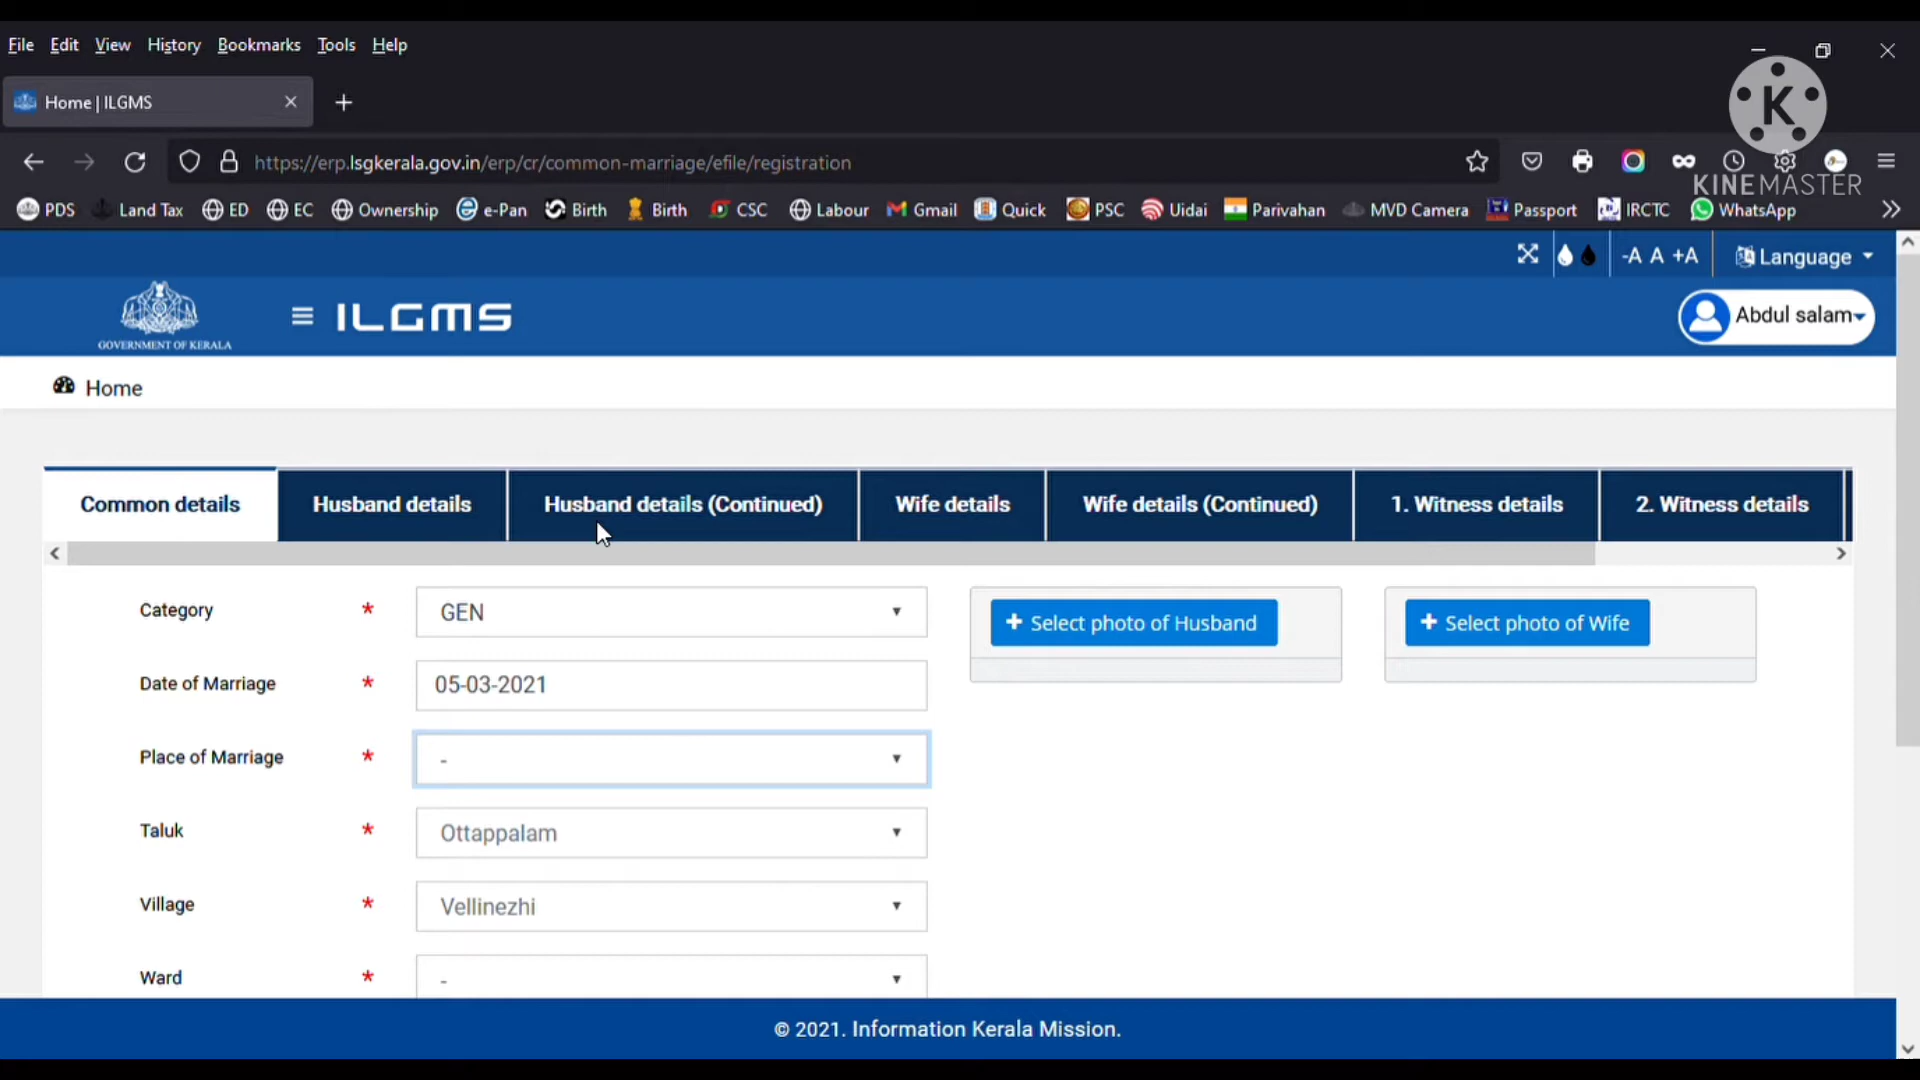 File Edit View History Bookmarks Tools Help
Home | ILGMS
https://erp.lsgkerala.gov.in/erp/cr/common-marriage/efile/registration
K
KINEMASTER
PDS Land Tax ED EC Ownership e-Pan Birth Birth CSC Labour Gmail Quick PSC Uidai Parivahan MVD Camera Passport IRCTC WhatsApp
-A A +A Language
GOVERNMENT OF KERALA
ILGMS
Abdul salam
Home
Common details Husband details Husband details (Continued) Wife details Wife details (Continued) 1. Witness details 2. Witness details
Category * GEN + Select photo of Husband + Select photo of Wife
Date of Marriage * 05-03-2021
Place of Marriage * -
Taluk * Ottappalam
Village * Vellinezhi
Ward * -
© 2021. Information Kerala Mission.